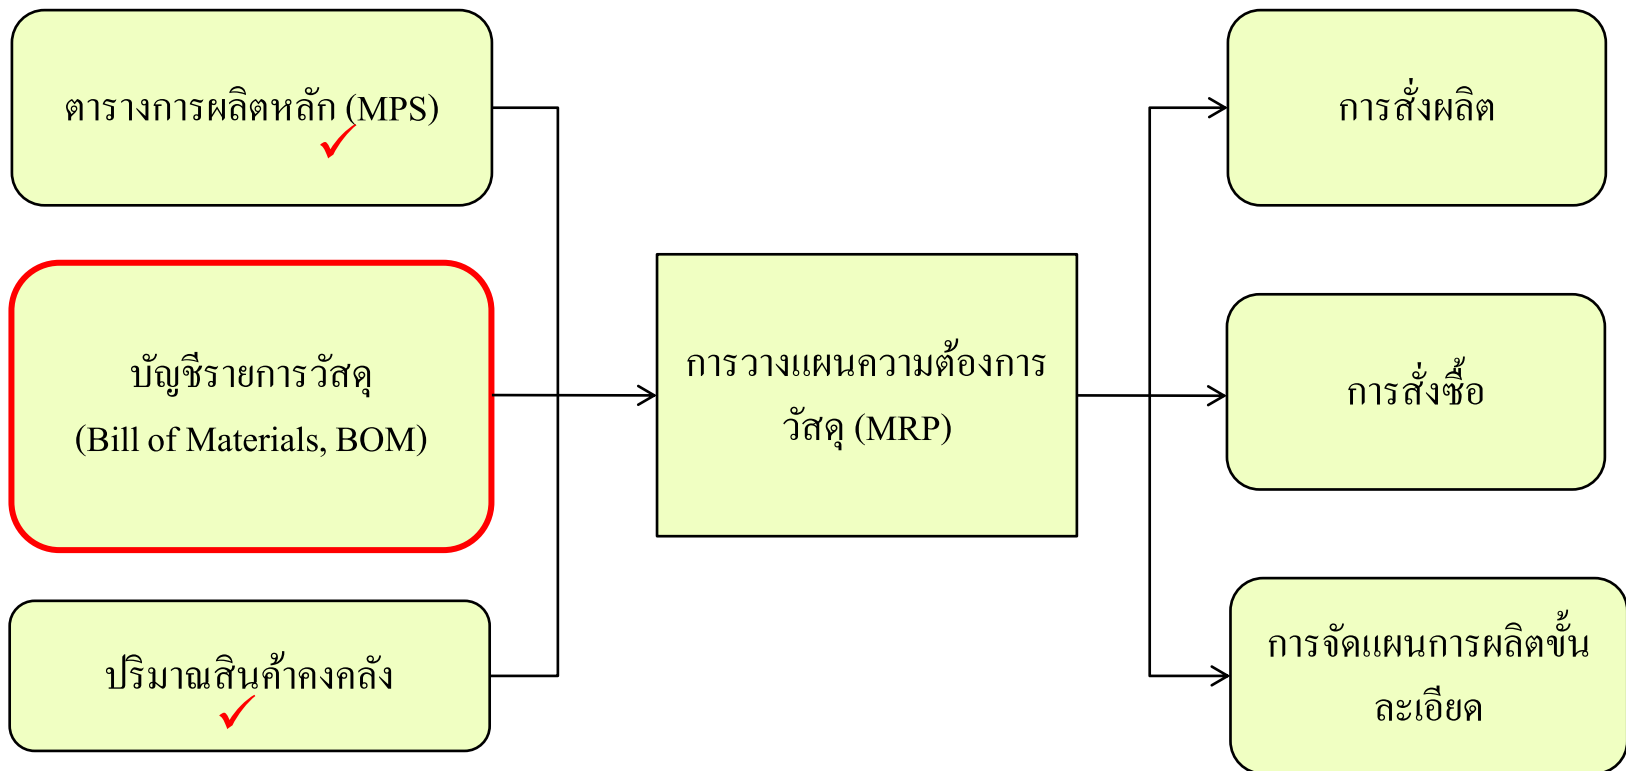 ตารางการผลิตหลัก (MPS)
บัญชีรายการวัสดุ
(Bill of Materials, BOM)
ปริมาณสินค้าคงคลัง
การวางแผนความต้องการ
วัสดุ (MRP)
การสั่งผลิต
การสั่งซื้อ
การจัดแผนการผลิตขั้น
ละเอียด